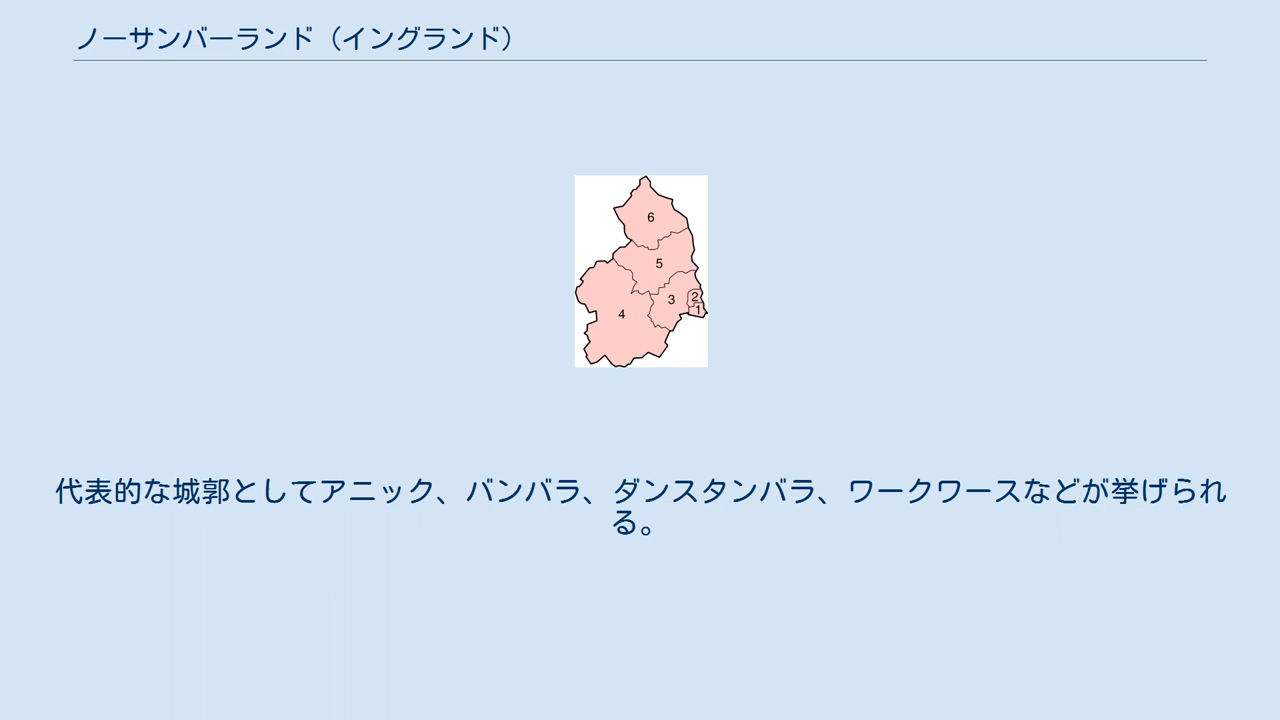 ノーサンバーランド（イングランド）
6
5
3
2
1
4
代表的な城郭としてアニック、バンバラ、ダンスタンバラ、ワークワースなどが挙げられ
る。